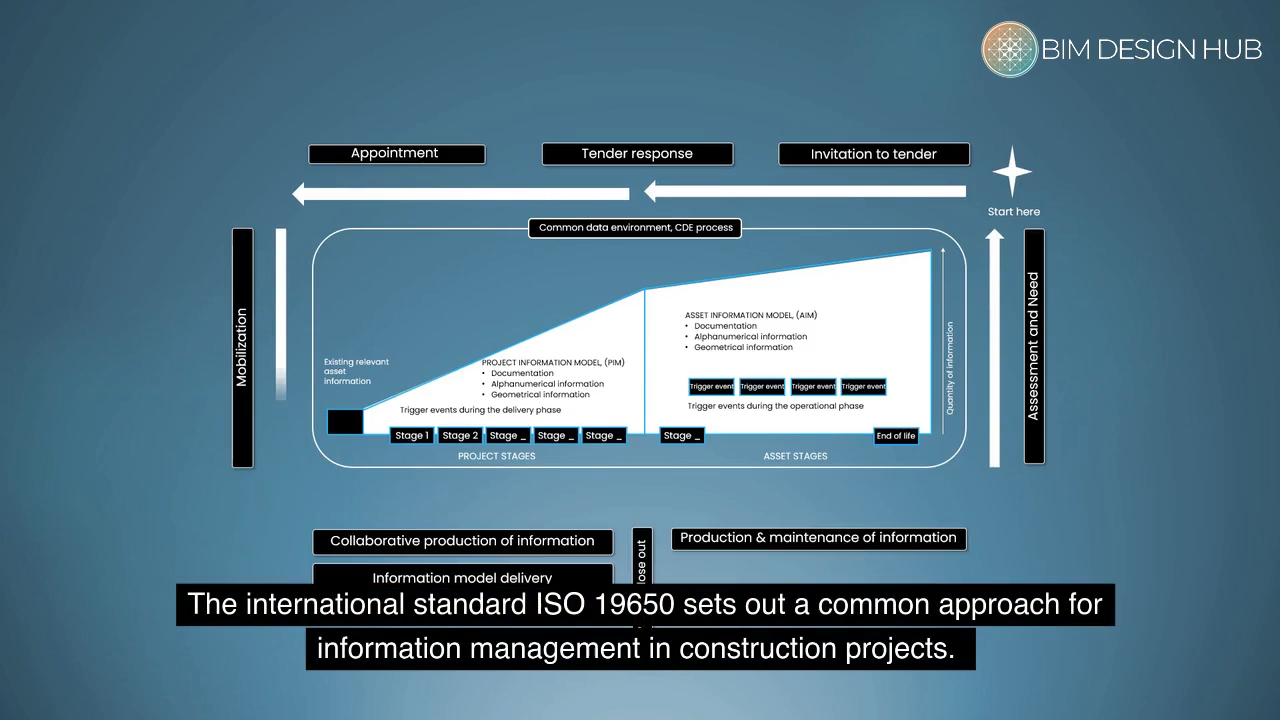 BIM DESIGN HUB
Appointment
Tender response
Invitation to tender
Start here
Common data environment, CDE process
Mobilization
Assessment and Need
Existing relevant
asset
information
PROJECT INFORMATION MODEL, (PIM)
• Documentation
• Alphanumerical information
• Geometrical information
Trigger events during the delivery phase
Stage 1
Stage 2
Stage _
Stage _
Stage _
PROJECT STAGES
ASSET INFORMATION MODEL, (AIM)
• Documentation
• Alphanumerical information
• Geometrical information
Trigger event
Trigger event
Trigger event
Trigger event
Trigger events during the operational phase
Stage _
End of life
ASSET STAGES
Quantity of information
Collaborative production of information
Information model delivery
lose out
Production & maintenance of information
The international standard ISO 19650 sets out a common approach for
information management in construction projects.